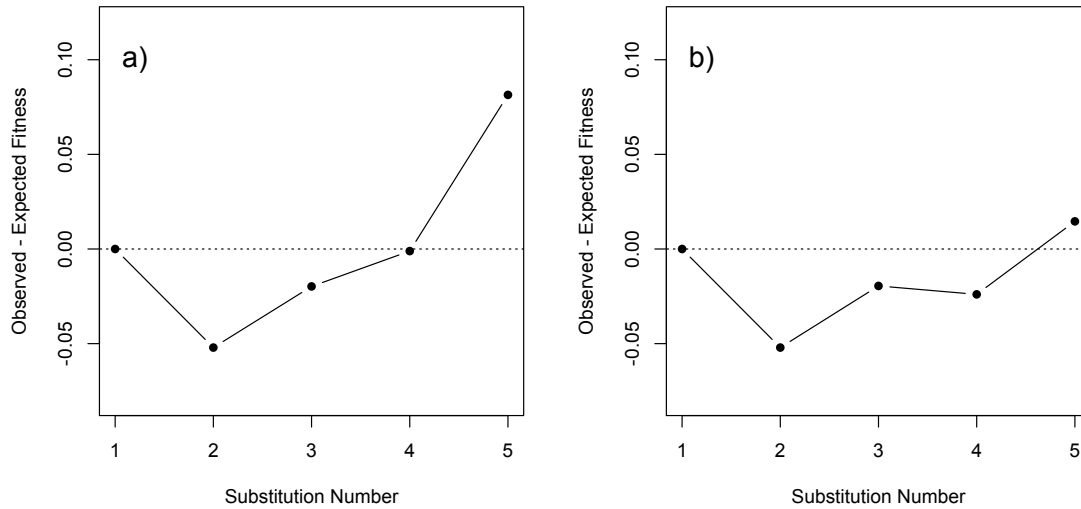 a)
Observed - Expected Fitness
0.10
0.05
0.00
-0.05
1 2 3 4 5
Substitution Number
b)
Observed - Expected Fitness
0.10
0.05
0.00
-0.05
1 2 3 4 5
Substitution Number